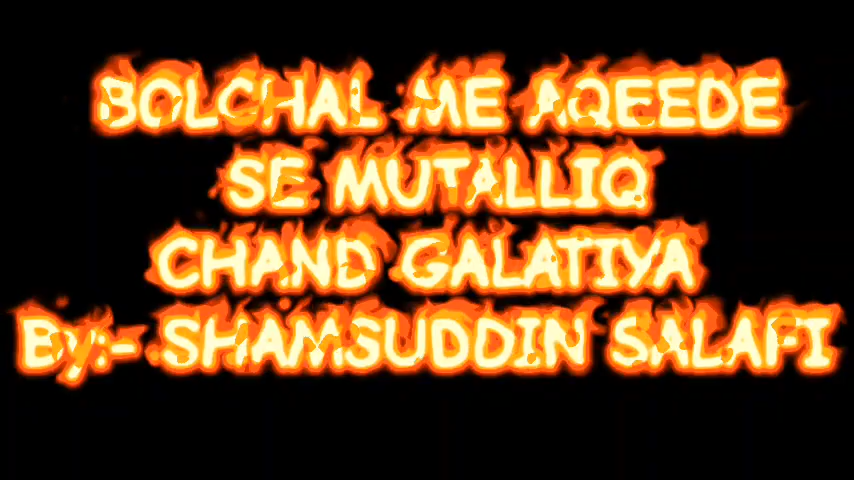 BOLCHAL ME AQEEDE
SE MUTALLIQ
CHAND GALATIYA
By:- SHAMSUDDIN SALAFI